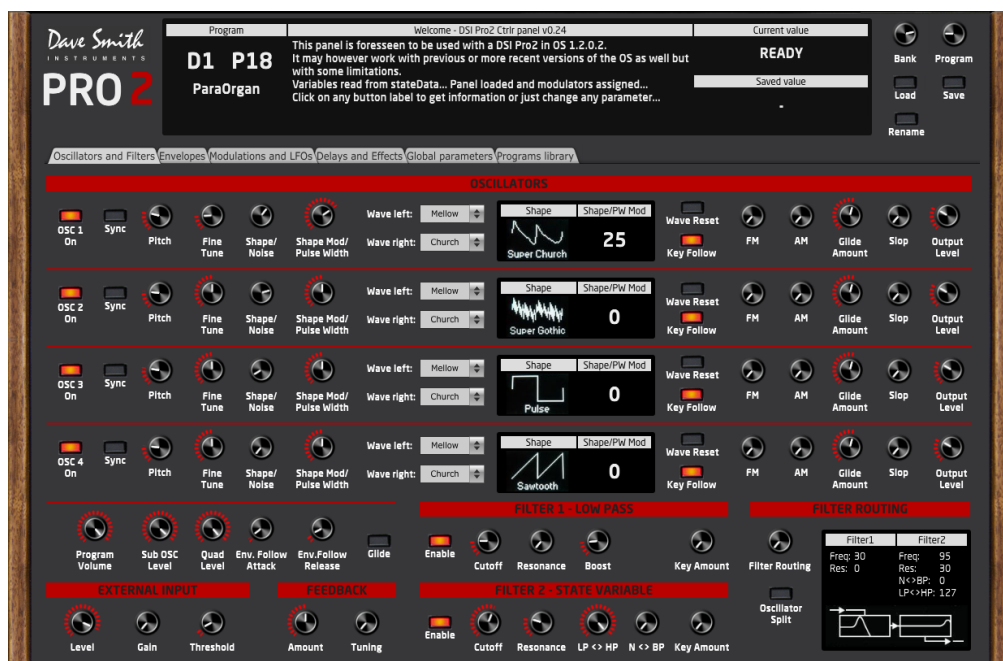 Dave Smith
INSTRUMENTS
PRO 2
Program
D1 P18
ParaOrgan
Welcome - DSI Pro2 Ctrlr panel v0.24
This panel is foresseen to be used with a DSI Pro2 in OS 1.2.0.2.
It may however work with previous or more recent versions of the OS as well but
with some limitations.
Variables read from stateData... Panel loaded and modulators assigned...
Click on any button label to get information or just change any parameter...
Current value
READY
Saved value
-
Bank Program
Load Save
Rename
Oscillators and Filters Envelopes Modulations and LFOs Delays and Effects Global parameters Programs library
OSCILLATORS
OSC 1 On
Sync
Pitch
Fine Tune
Shape/ Noise
Shape Mod/ Pulse Width
Wave left: Mellow
Wave right: Church
Shape Shape/PW Mod
Super Church 25
Wave Reset
Key Follow
FM
AM
Glide Amount
Slop
Output Level
OSC 2 On
Sync
Pitch
Fine Tune
Shape/ Noise
Shape Mod/ Pulse Width
Wave left: Mellow
Wave right: Church
Shape Shape/PW Mod
Super Gothic 0
Wave Reset
Key Follow
FM
AM
Glide Amount
Slop
Output Level
OSC 3 On
Sync
Pitch
Fine Tune
Shape/ Noise
Shape Mod/ Pulse Width
Wave left: Mellow
Wave right: Church
Shape Shape/PW Mod
Pulse 0
Wave Reset
Key Follow
FM
AM
Glide Amount
Slop
Output Level
OSC 4 On
Sync
Pitch
Fine Tune
Shape/ Noise
Shape Mod/ Pulse Width
Wave left: Mellow
Wave right: Church
Shape Shape/PW Mod
Sawtooth 0
Wave Reset
Key Follow
FM
AM
Glide Amount
Slop
Output Level
Program Volume
Sub OSC Level
Quad Level
Env. Follow Attack
Env.Follow Release
Glide
FILTER 1 - LOW PASS
Enable
Cutoff
Resonance
Boost
Key Amount
FILTER ROUTING
Filter Routing
Oscillator Split
Filter1 Filter2
Freq: 30 Freq: 95
Res: 0 Res: 30
N<>BP: 0
LP<>HP: 127
EXTERNAL INPUT
Level
Gain
Threshold
FEEDBACK
Amount
Tuning
FILTER 2 - STATE VARIABLE
Enable
Cutoff
Resonance
LP <> HP
N <> BP
Key Amount